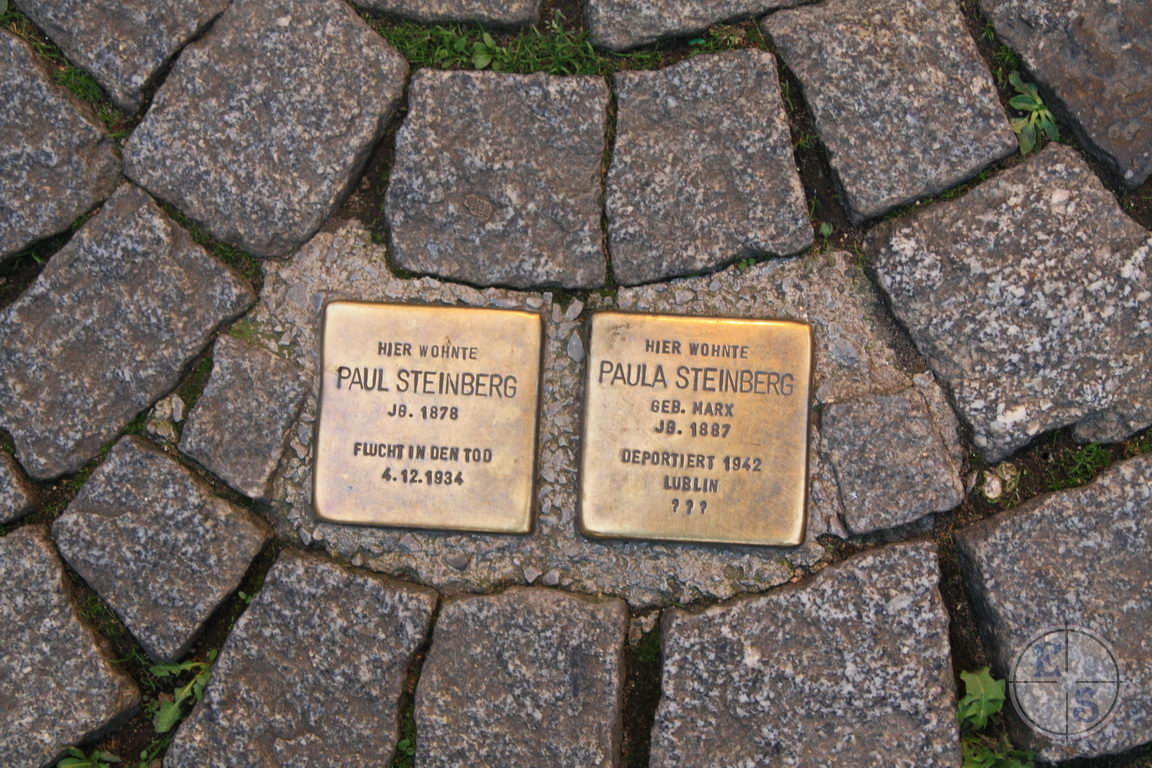 HIER WOHNTE
PAUL STEINBERG
JG. 1878
FLUCHT IN DEN TOD
4.12.1934
HIER WOHNTE
PAULA STEINBERG
GEB. MARX
JG. 1887
DEPORTIERT 1942
LUBLIN
???
E
S